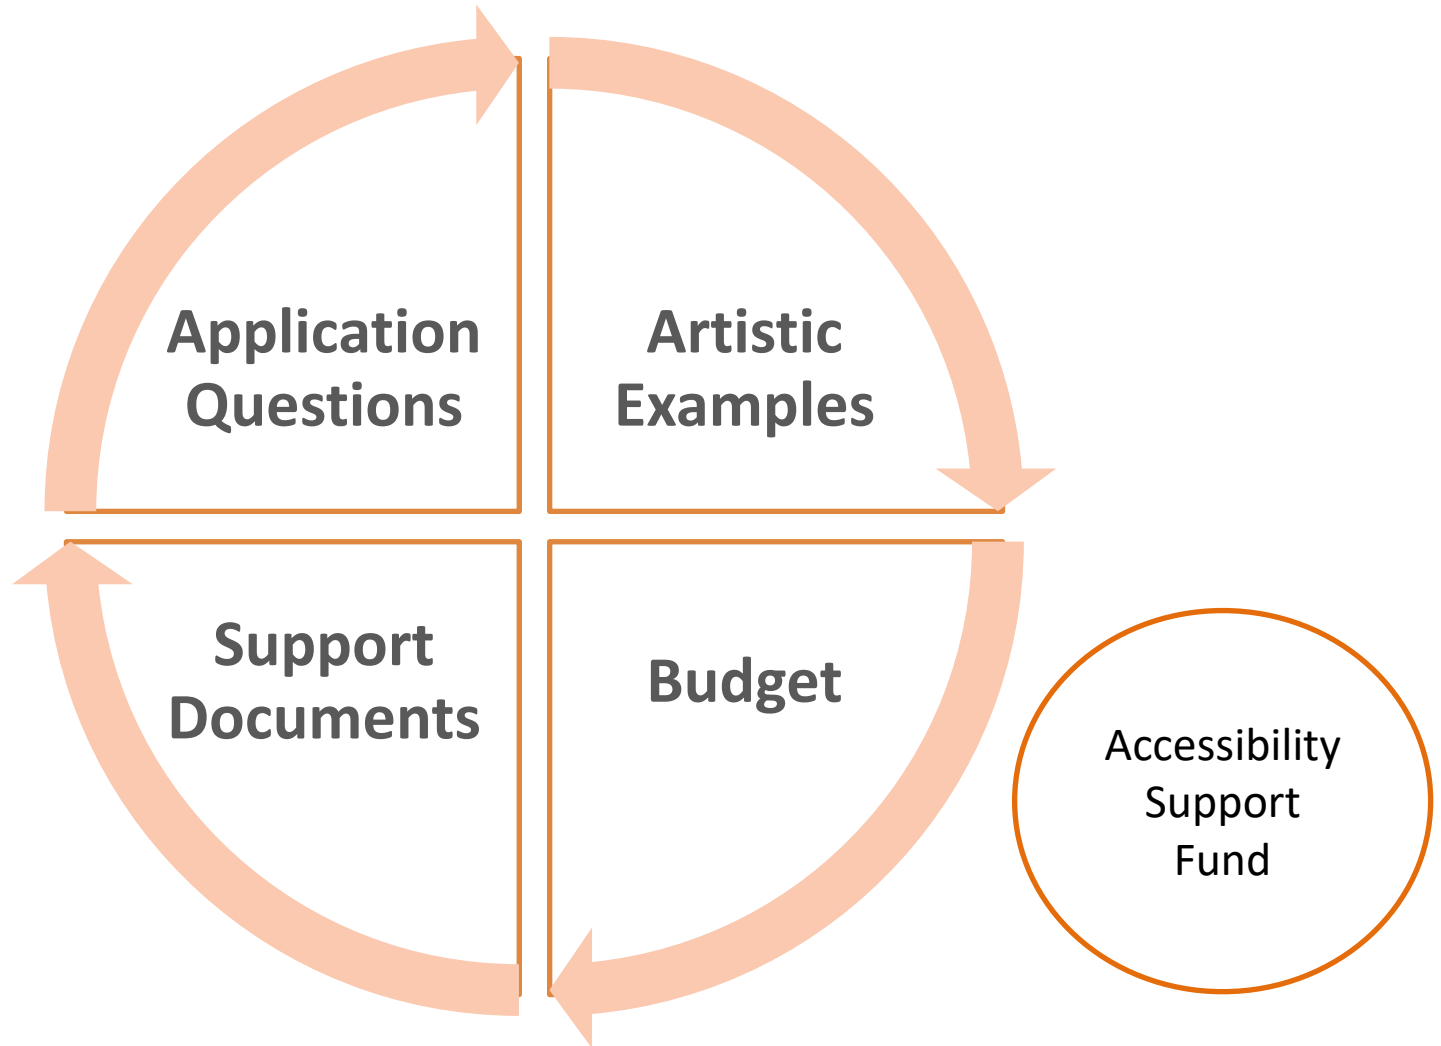 Application
Questions
Artistic
Examples
Support
Documents
Budget
Accessibility
Support
Fund